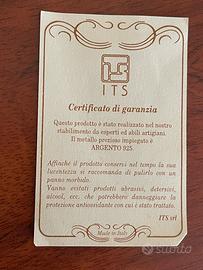 ITS
Certificato di garanzia
Questo prodotto è stato realizzato nel nostro
stabilimento da esperti ed abili artigiani.
Il metallo prezioso impiegato è
ARGENTO 925.
Affinché il prodotto conservi nel tempo la sua
lucentezza si raccomanda di pulirlo con un
panno morbido.
Vanno evitati prodotti abrasivi, detersivi,
alcool, ecc. che potrebbero danneggiare la
protezione antiossidante con cui è stato trattato.
ITS srl
Made in Italy
subito